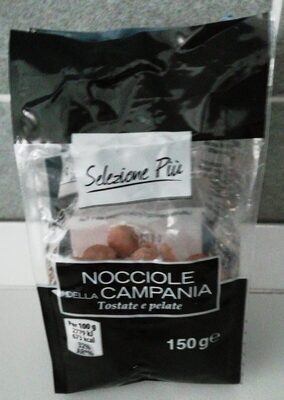 Selezione Più
NOCCIOLE
DELLA CAMPANIA
Tostate e pelate
150g e
Per 100 g